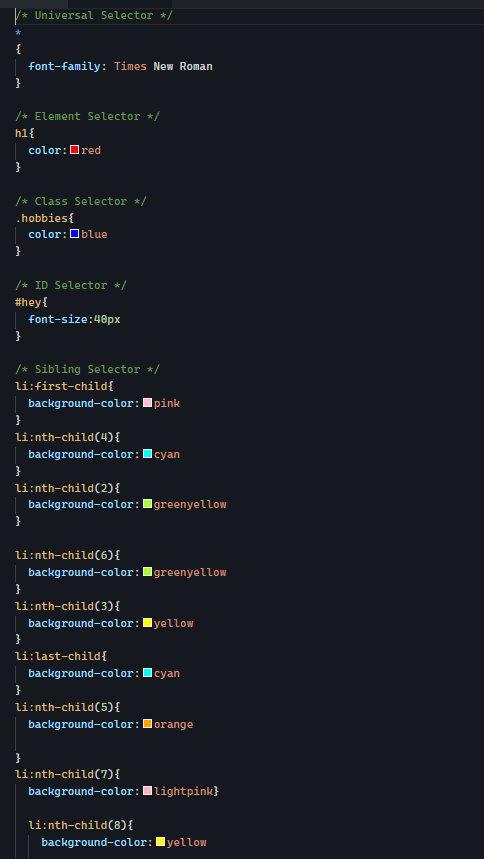 /* Universal Selector */
*
{
font-family: Times New Roman
}
/* Element Selector */
h1{
color:red
}
/* Class Selector */
.hobbies{
color:blue
}
/* ID Selector */
#hey{
font-size:40px
}
/* Sibling Selector */
li:first-child{
background-color:pink
}
li:nth-child(4){
background-color:cyan
}
li:nth-child(2){
background-color:greenyellow
}
li:nth-child(6){
background-color:greenyellow
}
li:nth-child(3){
background-color:yellow
}
li:last-child{
background-color:cyan
}
li:nth-child(5){
background-color:orange
}
li:nth-child(7){
background-color:lightpink}
li:nth-child(8){
background-color:yellow